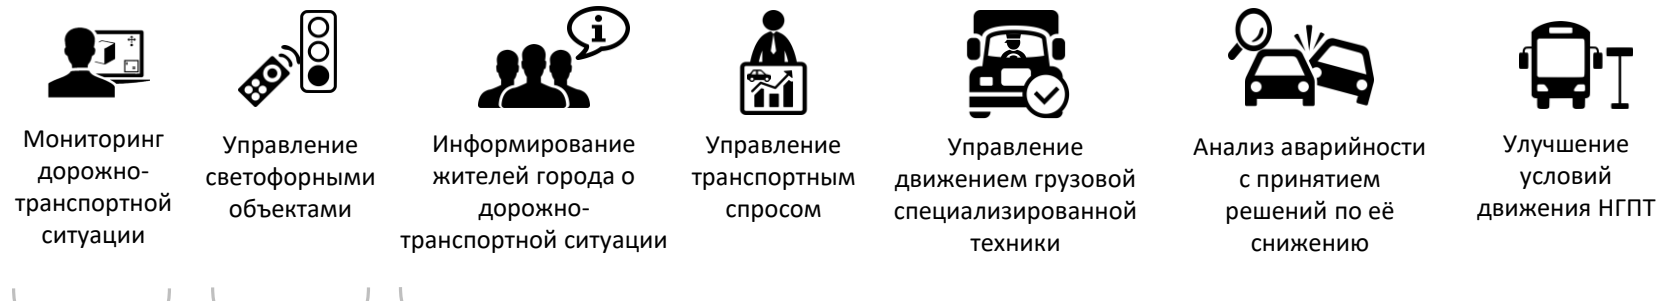 Мониторинг
дорожно-
транспортной
ситуации
Управление
светофорными
объектами
Информирование
жителей города о
дорожно-
транспортной ситуации
Управление
транспортным
спросом
Управление
движением грузовой
специализированной
техники
Анализ аварийности
с принятием
решений по её
снижению
Улучшение
условий
движения НГПТ